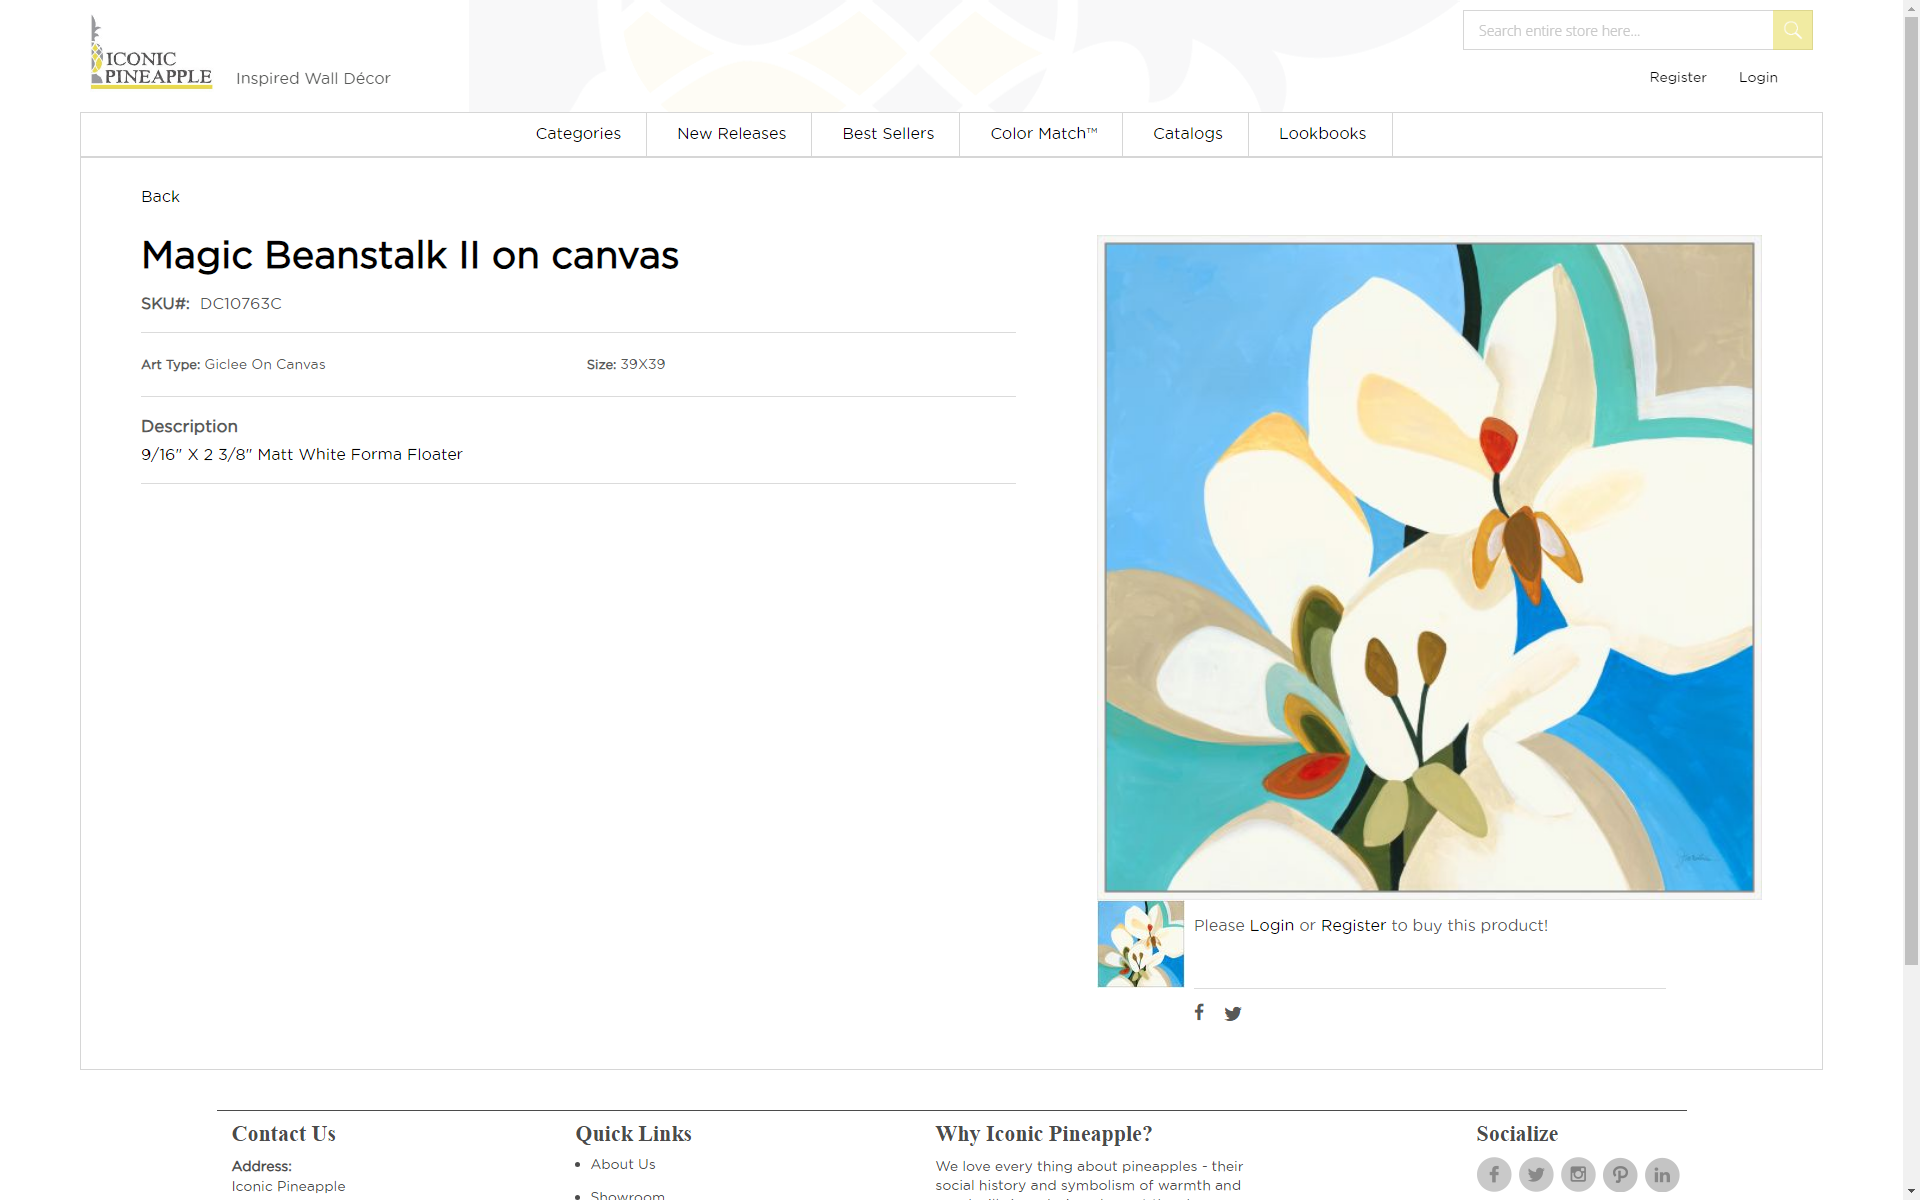 ICONIC
PINEAPPLE
Inspired Wall Décor
Search entire store here...
Register
Login
Categories
New Releases
Best Sellers
Color Match™
Catalogs
Lookbooks
Back
Magic Beanstalk II on canvas
SKU#: DC10763C
Art Type: Giclee On Canvas
Size: 39X39
Description
9/16" X 2 3/8" Matt White Forma Floater
Please Login or Register to buy this product!
Contact Us
Address:
Iconic Pineapple
Quick Links
About Us
Showroom
Why Iconic Pineapple?
We love every thing about pineapples - their
social history and symbolism of warmth and
Socialize